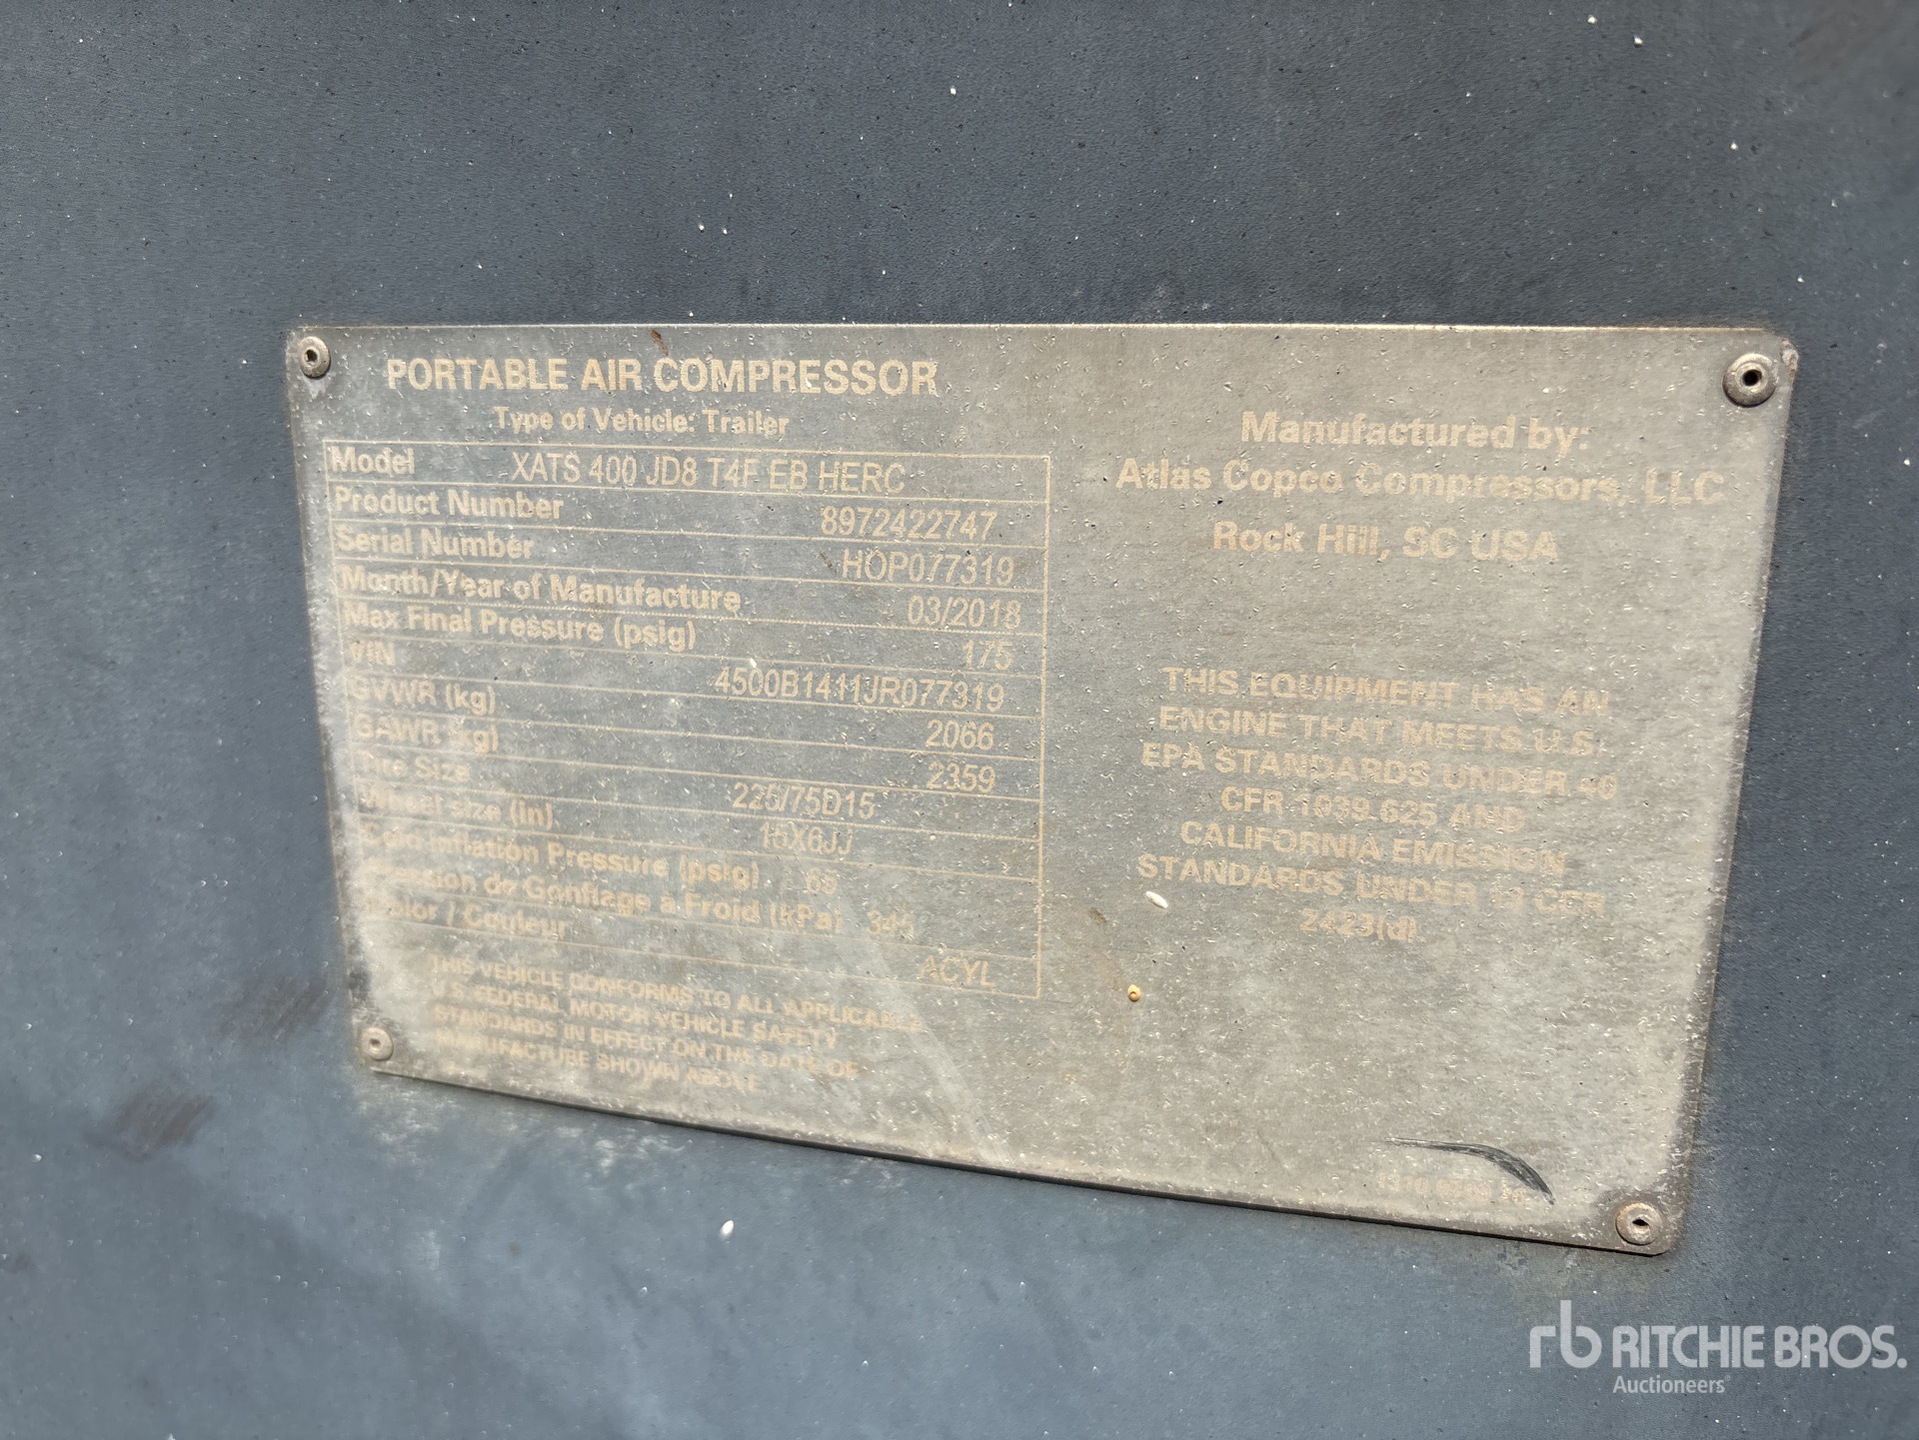 PORTABLE AIR COMPRESSOR
Type of Vehicle: Trailer
Model XATS 400 JD8 T4F EB HERC
Product Number 8972422747
Serial Number HOP077319
Month/Year of Manufacture 03/2018
Max Final Pressure (psig) 175
VIN 4500B1411JR077319
GVWR (kg) 2066
GAWR (kg) 2359
Tire Size 225/75D15
Wheel size (in) 15X6JJ
Cold Inflation Pressure (psig) 65
Pression de Gonflage à Froid (kPa)
Color / Couleur ACYL
THIS VEHICLE CONFORMS TO ALL APPLICABLE
U.S. FEDERAL MOTOR VEHICLE SAFETY
STANDARDS IN EFFECT ON THE DATE OF
MANUFACTURE SHOWN ABOVE
Manufactured by:
Atlas Copco Compressors, LLC
Rock Hill, SC USA
THIS EQUIPMENT HAS AN
ENGINE THAT MEETS U.S.
EPA STANDARDS UNDER 40
CFR 1039.625 AND
CALIFORNIA EMISSION
STANDARDS UNDER 13 CFR
2423(d)
rb RITCHIE BROS.
Auctioneers